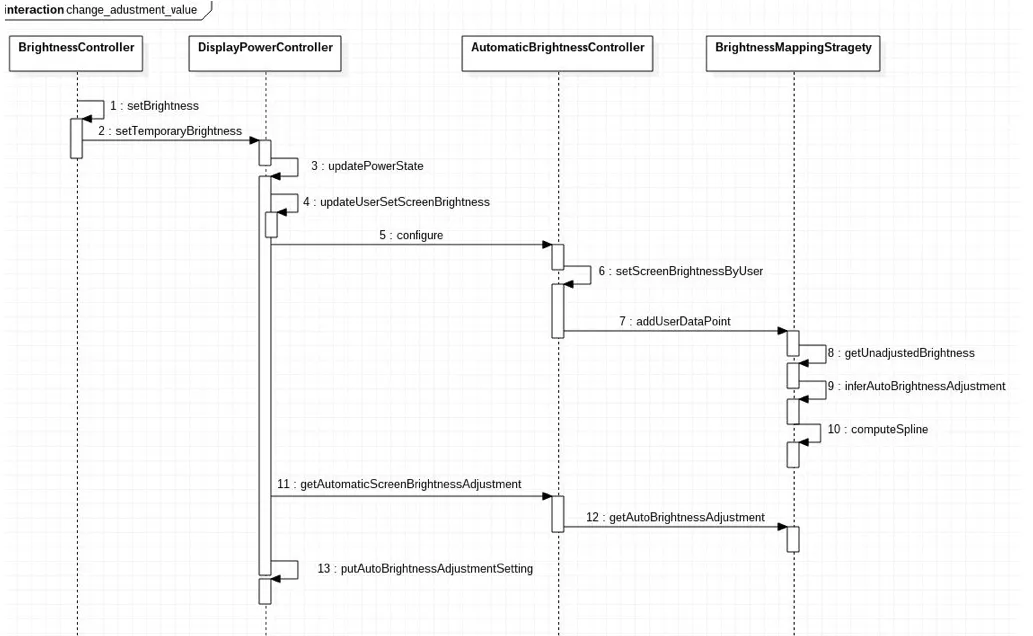 interaction change_adustment_value
BrightnessController
DisplayPowerController
AutomaticBrightnessController
BrightnessMappingStragety
1 : setBrightness
2 : setTemporaryBrightness
3 : updatePowerState
4 : updateUserSetScreenBrightness
5 : configure
6 : setScreenBrightnessByUser
7 : addUserDataPoint
8 : getUnadjustedBrightness
9 : inferAutoBrightnessAdjustment
10 : computeSpline
11 : getAutomaticScreenBrightnessAdjustment
12 : getAutoBrightnessAdjustment
13 : putAutoBrightnessAdjustmentSetting